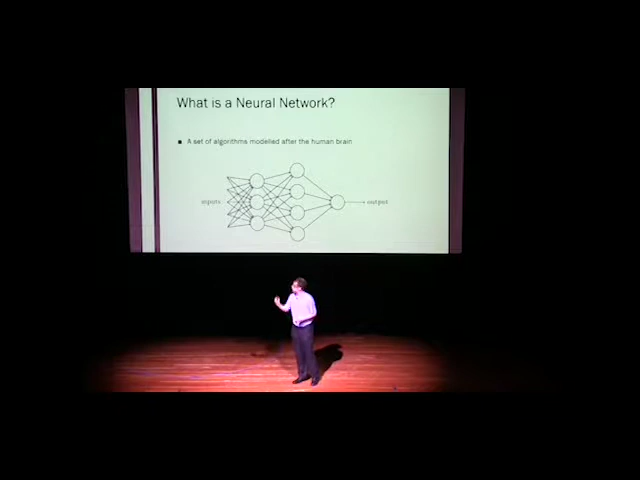 What is a Neural Network?
A set of algorithms modelled after the human brain
inputs
output